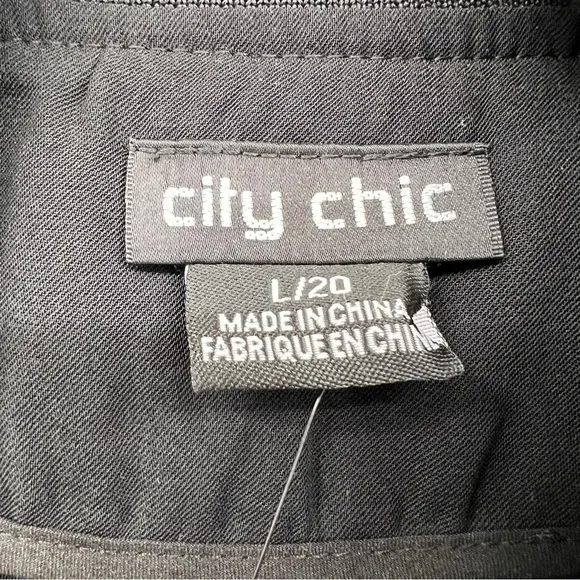 city chic
L/20
MADE IN CHINA
FABRIQUE EN CHINE